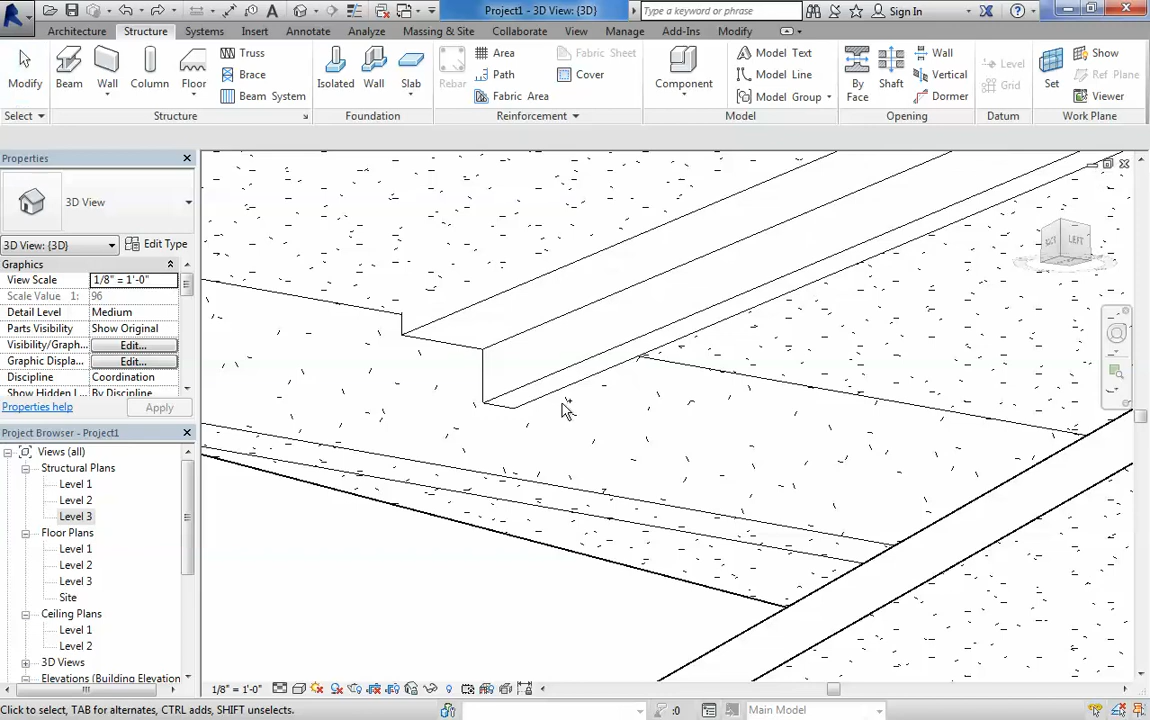 Project1 - 3D View: {3D}
Type a keyword or phrase
Sign In
Architecture Structure Systems Insert Annotate Analyze Massing & Site Collaborate View Manage Add-Ins Modify
Modify Beam Wall Column Floor Truss Brace Beam System Isolated Wall Slab Rebar Area Path Fabric Area Fabric Sheet Cover Component Model Text Model Line Model Group By Face Shaft Wall Vertical Dormer Level Grid Set Show Ref Plane Viewer
Select Structure Foundation Reinforcement Model Opening Datum Work Plane
Properties
3D View
3D View: {3D} Edit Type
Graphics
View Scale 1/8" = 1'-0"
Scale Value 1: 96
Detail Level Medium
Parts Visibility Show Original
Visibility/Graph... Edit...
Graphic Displa... Edit...
Discipline Coordination
Show Hidden L... By Discipline
Properties help Apply
Project Browser - Project1
Views (all)
Structural Plans
Level 1
Level 2
Level 3
Floor Plans
Level 1
Level 2
Level 3
Site
Ceiling Plans
Level 1
Level 2
3D Views
Elevations (Building Elevation
LEFT
1/8" = 1'-0"
Click to select, TAB for alternates, CTRL adds, SHIFT unselects.
:0
Main Model